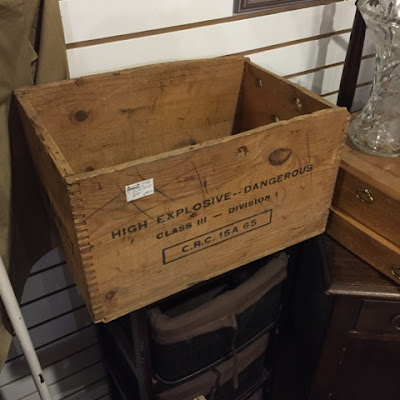 HIGH EXPLOSIVE--DANGEROUS
CLASS III — DIVISION 1
C.R.C. 15A 65